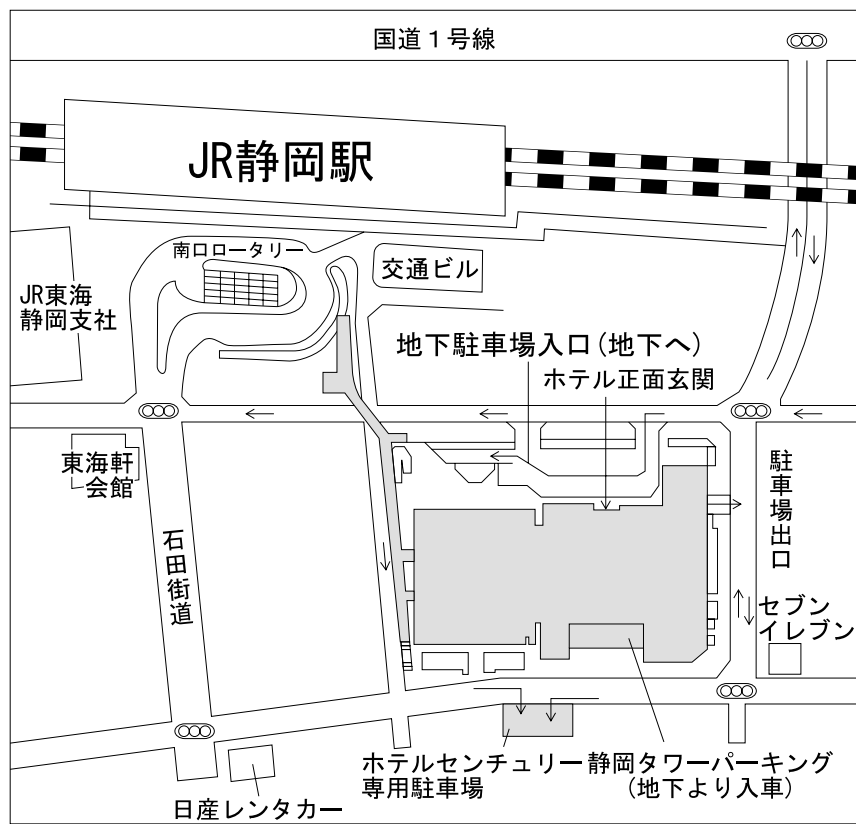 国道1号線
JR静岡駅
南口ロータリー
交通ビル
JR東海
静岡支社
地下駐車場入口(地下へ)
ホテル正面玄関
東海軒
会館
駐車場出口
石田街道
セブン
イレブン
ホテルセンチュリー
専用駐車場
静岡タワーパーキング
(地下より入車)
日産レンタカー